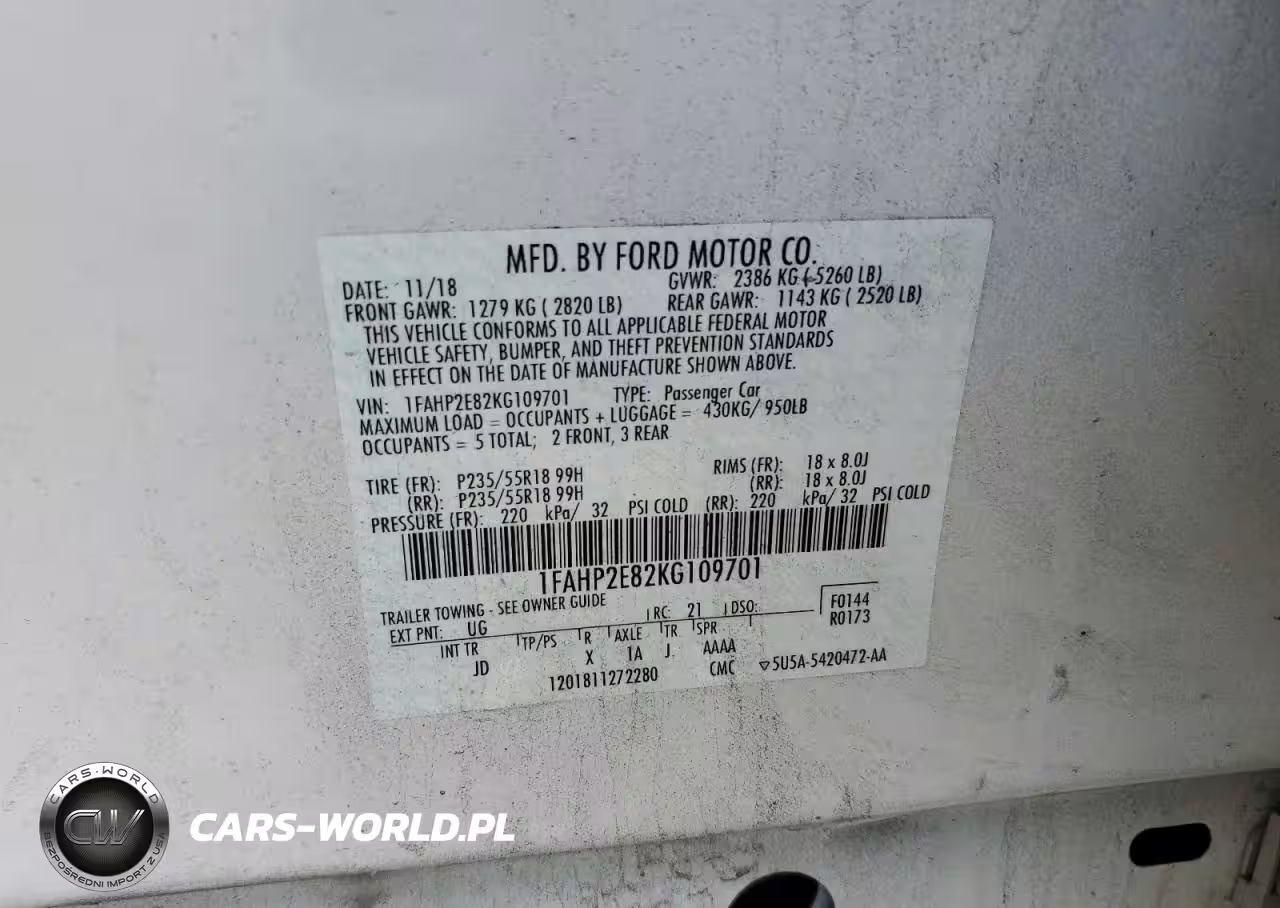 MFD. BY FORD MOTOR CO.
DATE: 11/18 GVWR: 2386 KG ( 5260 LB)
FRONT GAWR: 1279 KG ( 2820 LB) REAR GAWR: 1143 KG ( 2520 LB)
THIS VEHICLE CONFORMS TO ALL APPLICABLE FEDERAL MOTOR
VEHICLE SAFETY, BUMPER, AND THEFT PREVENTION STANDARDS
IN EFFECT ON THE DATE OF MANUFACTURE SHOWN ABOVE.
VIN: 1FAHP2E82KG109701 TYPE: Passenger Car
MAXIMUM LOAD = OCCUPANTS + LUGGAGE = 430KG/ 950LB
OCCUPANTS = 5 TOTAL; 2 FRONT, 3 REAR
TIRE (FR): P235/55R18 99H RIMS (FR): 18 x 8.0J
(RR): P235/55R18 99H (RR): 18 x 8.0J
PRESSURE (FR): 220 kPa/ 32 PSI COLD (RR): 220 kPa/ 32 PSI COLD
1FAHP2E82KG109701
TRAILER TOWING - SEE OWNER GUIDE
EXT PNT: UG RC: 21 DSO: F0144
R0173
INT TR TP/PS R AXLE TR SPR
JD X 1A J AAAA
1201811272280 CMC ▽5U5A-5420472-AA
CARS-WORLD
CW
BEZPOŚREDNI IMPORT Z USA
CARS-WORLD.PL